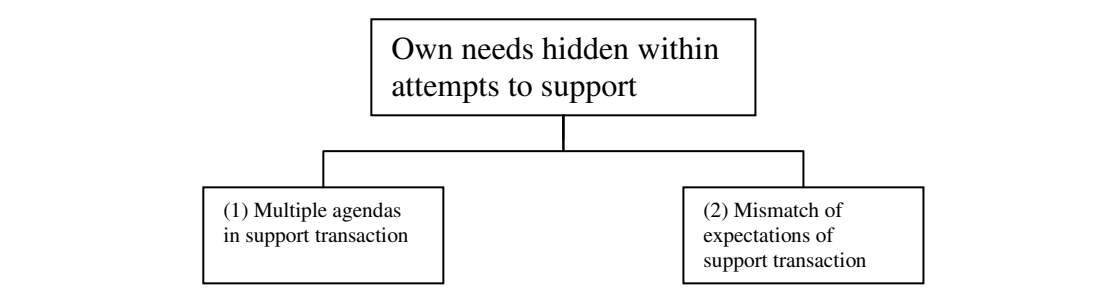 Own needs hidden within
attempts to support
(1) Multiple agendas
in support transaction
(2) Mismatch of
expectations of
support transaction